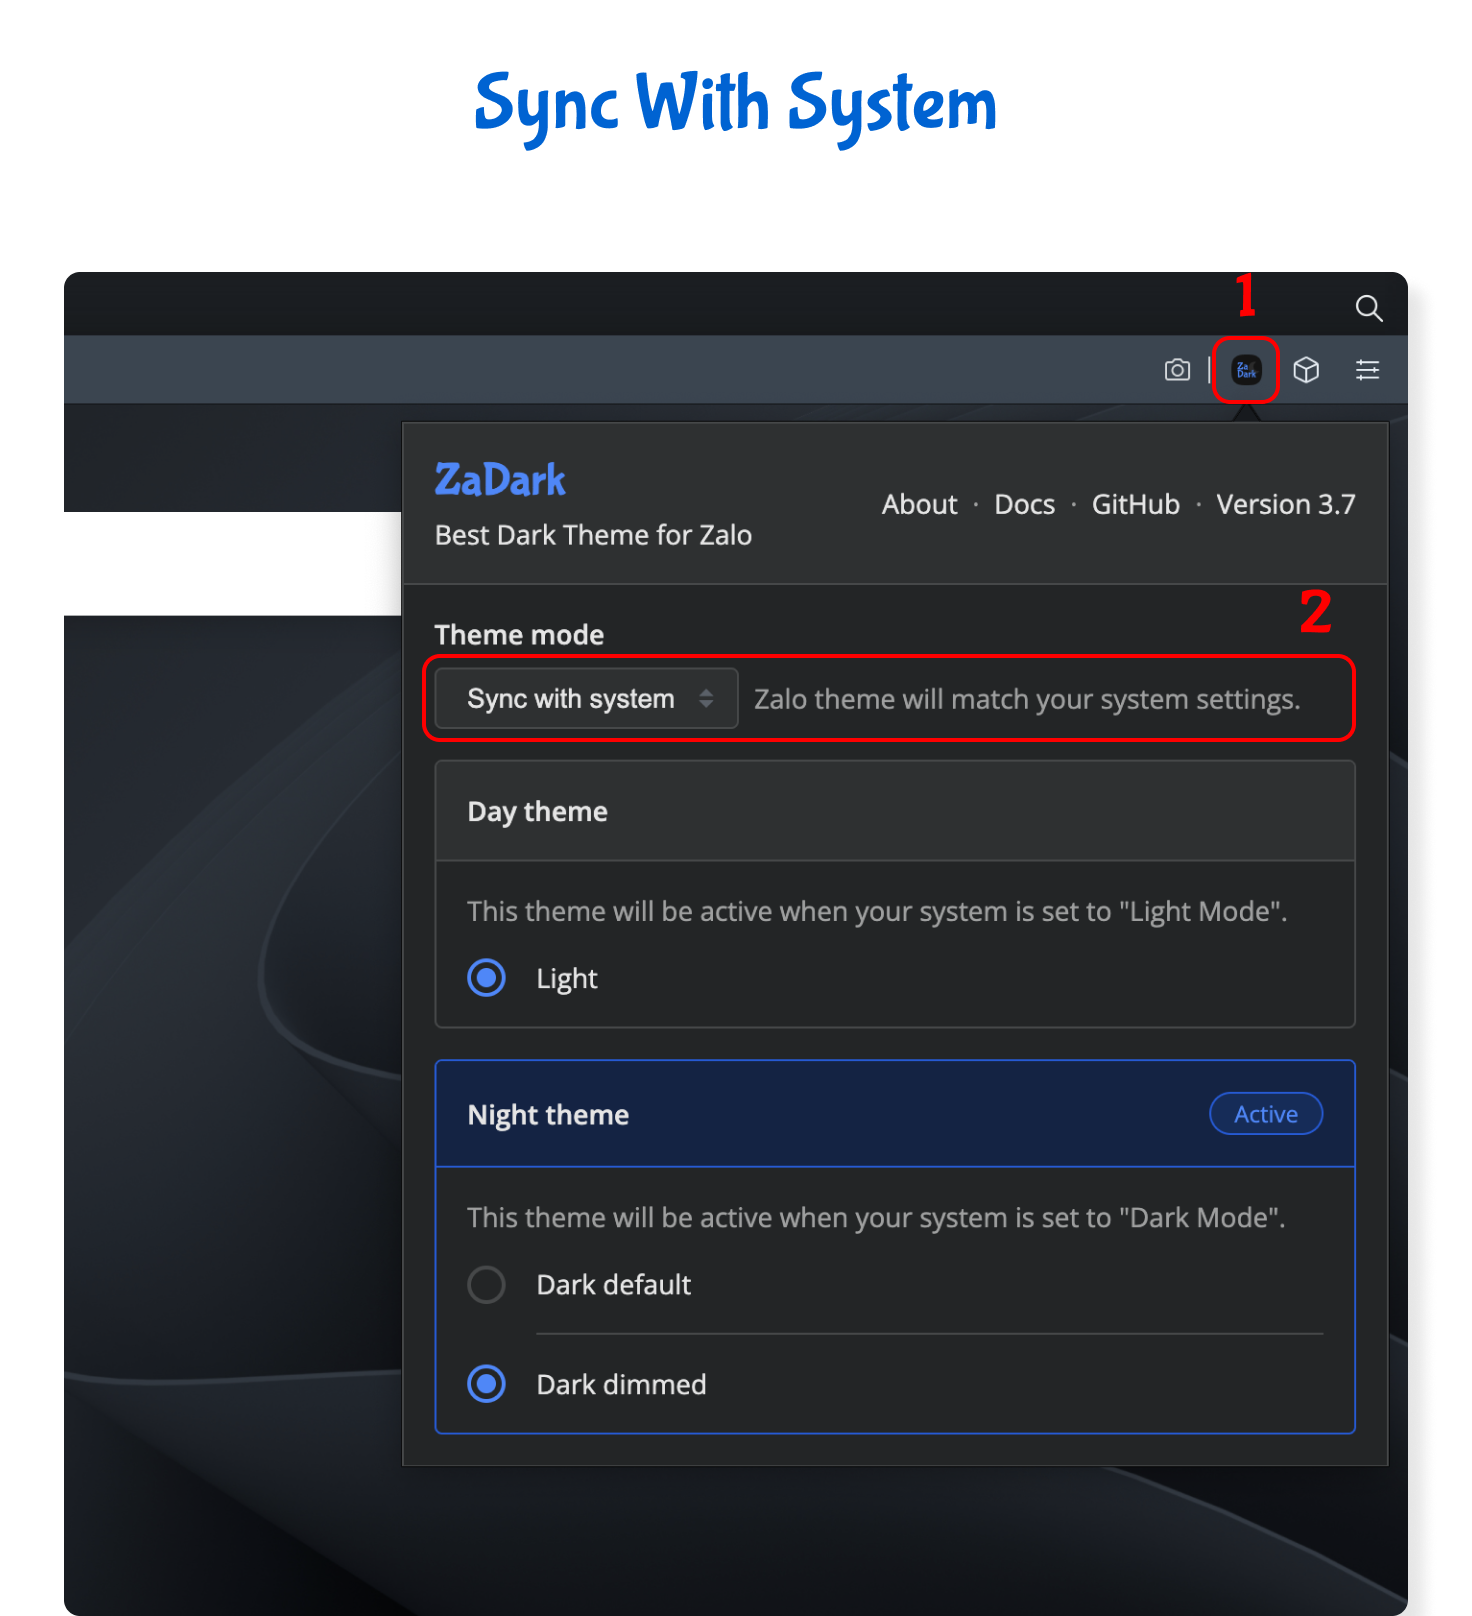 Sync With System
1
Za
Dark
ZaDark
Best Dark Theme for Zalo
About · Docs · GitHub · Version 3.7
2
Theme mode
Sync with system
Zalo theme will match your system settings.
Day theme
This theme will be active when your system is set to "Light Mode".
Light
Night theme
Active
This theme will be active when your system is set to "Dark Mode".
Dark default
Dark dimmed